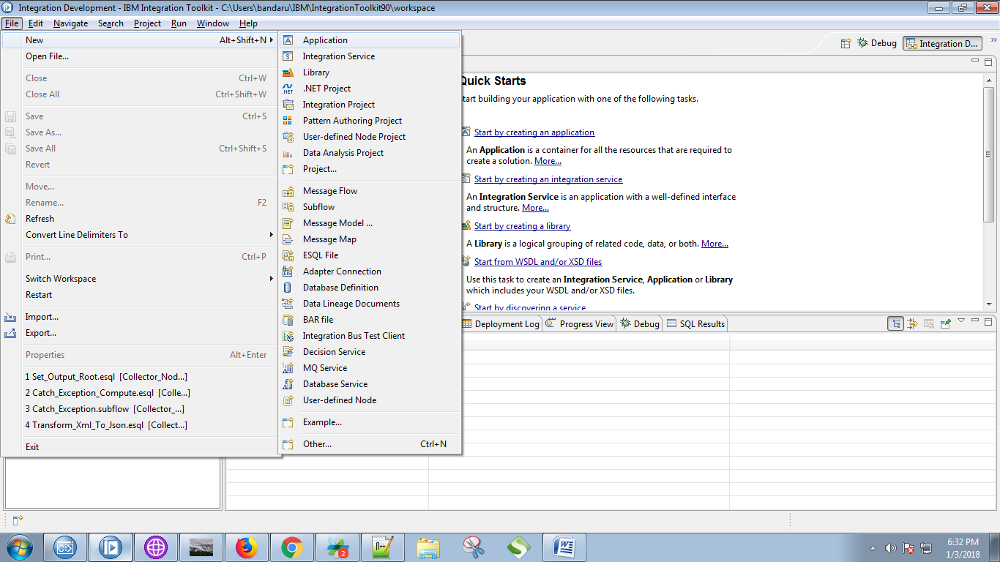 Integration Development - IBM Integration Toolkit - C:\Users\bandaru\IBM\IntegrationToolkit90\workspace
File Edit Navigate Search Project Run Window Help
New Alt+Shift+N
Open File...
Close Ctrl+W
Close All Ctrl+Shift+W
Save Ctrl+S
Save As...
Save All Ctrl+Shift+S
Revert
Move...
Rename... F2
Refresh
Convert Line Delimiters To
Print... Ctrl+P
Switch Workspace
Restart
Import...
Export...
Properties Alt+Enter
1 Set_Output_Root.esql [Collector_Nod...]
2 Catch_Exception_Compute.esql [Colle...]
3 Catch_Exception.subflow [Collector_...]
4 Transform_Xml_To_Json.esql [Collect...]
Exit
Application
Integration Service
Library
.NET Project
Integration Project
Pattern Authoring Project
User-defined Node Project
Data Analysis Project
Project...
Message Flow
Subflow
Message Model ...
Message Map
ESQL File
Adapter Connection
Database Definition
Data Lineage Documents
BAR file
Integration Bus Test Client
Decision Service
MQ Service
Database Service
User-defined Node
Example...
Other... Ctrl+N
Debug Integration D...
Quick Starts
tart building your application with one of the following tasks.
Start by creating an application
An Application is a container for all the resources that are required to
create a solution. More...
Start by creating an integration service
An Integration Service is an application with a well-defined interface
and structure. More...
Start by creating a library
A Library is a logical grouping of related code, data, or both. More...
Start from WSDL and/or XSD files
Use this task to create an Integration Service, Application or Library
which includes your WSDL and/or XSD files.
Start by discovering a service
Deployment Log Progress View Debug SQL Results
6:32 PM
1/3/2018